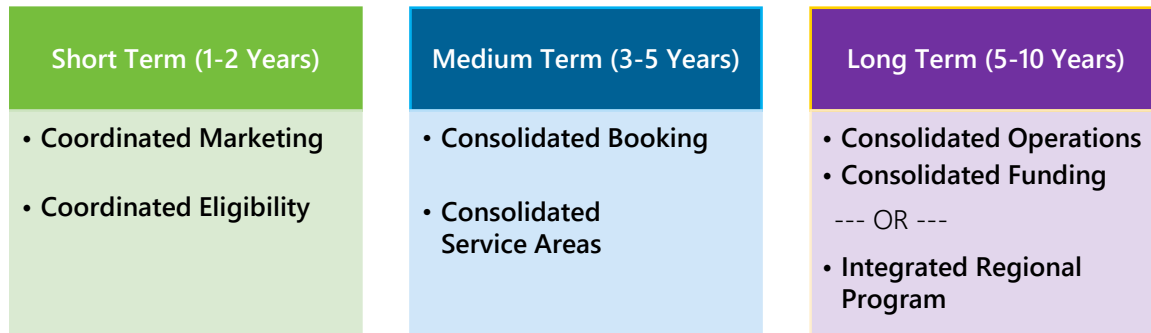 Short Term (1-2 Years)
• Coordinated Marketing
• Coordinated Eligibility
Medium Term (3-5 Years)
• Consolidated Booking
• Consolidated
Service Areas
Long Term (5-10 Years)
• Consolidated Operations
• Consolidated Funding
--- OR ---
• Integrated Regional
Program